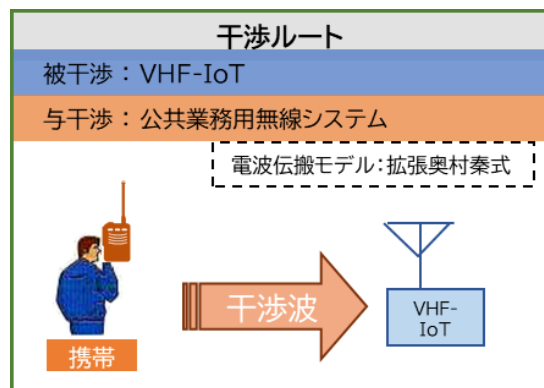 干渉ルート
被干渉：VHF-IoT
与干渉：公共業務用無線システム
電波伝搬モデル：拡張奥村秦式
干渉波
携帯
VHF-
IoT